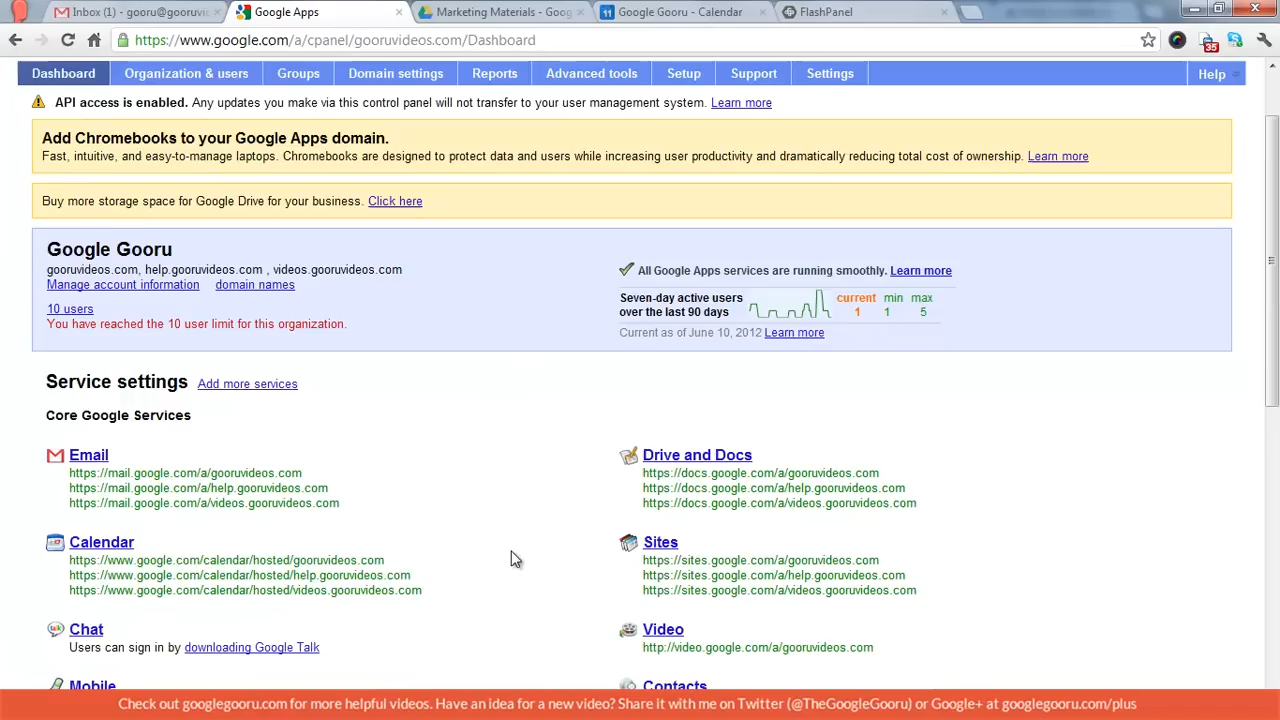 Inbox (1) - gooru@gooruvi
Google Apps
Marketing Materials - Goog
Google Gooru - Calendar
FlashPanel
https://www.google.com/a/cpanel/gooruvideos.com/Dashboard
35
Dashboard Organization & users Groups Domain settings Reports Advanced tools Setup Support Settings Help
API access is enabled. Any updates you make via this control panel will not transfer to your user management system. Learn more
Add Chromebooks to your Google Apps domain.
Fast, intuitive, and easy-to-manage laptops. Chromebooks are designed to protect data and users while increasing user productivity and dramatically reducing total cost of ownership. Learn more
Buy more storage space for Google Drive for your business. Click here
Google Gooru
gooruvideos.com, help.gooruvideos.com , videos.gooruvideos.com
Manage account information domain names
10 users
You have reached the 10 user limit for this organization.
All Google Apps services are running smoothly. Learn more
Seven-day active users current min max
over the last 90 days 1 1 5
Current as of June 10, 2012 Learn more
Service settings Add more services
Core Google Services
Email
https://mail.google.com/a/gooruvideos.com
https://mail.google.com/a/help.gooruvideos.com
https://mail.google.com/a/videos.gooruvideos.com
Drive and Docs
https://docs.google.com/a/gooruvideos.com
https://docs.google.com/a/help.gooruvideos.com
https://docs.google.com/a/videos.gooruvideos.com
Calendar
https://www.google.com/calendar/hosted/gooruvideos.com
https://www.google.com/calendar/hosted/help.gooruvideos.com
https://www.google.com/calendar/hosted/videos.gooruvideos.com
Sites
https://sites.google.com/a/gooruvideos.com
https://sites.google.com/a/help.gooruvideos.com
https://sites.google.com/a/videos.gooruvideos.com
Chat
Users can sign in by downloading Google Talk
Video
http://video.google.com/a/gooruvideos.com
Mobile
Contacts
Check out googlegooru.com for more helpful videos. Have an idea for a new video? Share it with me on Twitter (@TheGoogleGooru) or Google+ at googlegooru.com/plus